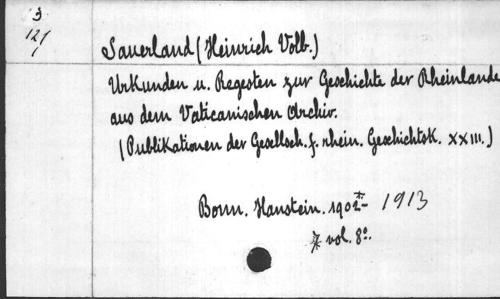 3
121
1
Sauerland (Heinrich Volb.)
Urkunden u. Regesten zur Geschichte der Rheinlande
aus dem Vaticanischen Archiv.
(Publikationen der Gesellsch. f. rhein. Geschichtsk. XXIII.)
Bonn. Hanstein. 1902- 1913
7 vol. 8°.